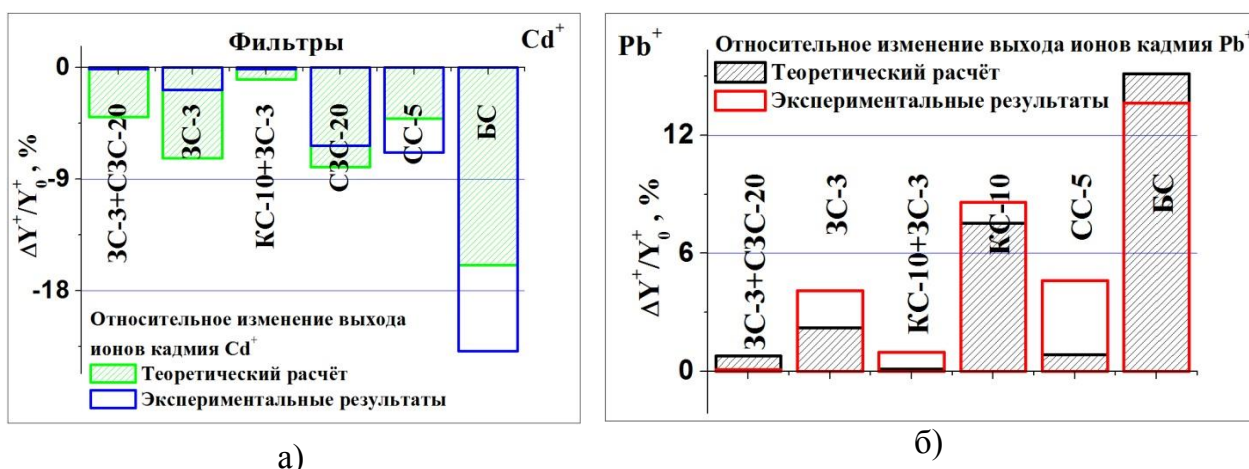 Фильтры
Cd⁺
0
-9
-18
ΔY⁺/Y₀⁺, %
ЗС-3+СЗС-20
ЗС-3
КС-10+ЗС-3
СЗС-20
СС-5
БС
Относительное изменение выхода
ионов кадмия Cd⁺
Теоретический расчёт
Экспериментальные результаты
а)
Pb⁺
Относительное изменение выхода ионов кадмия Pb⁺
Теоретический расчёт
Экспериментальные результаты
12
6
0
ΔY⁺/Y₀⁺, %
ЗС-3+СЗС-20
ЗС-3
КС-10+ЗС-3
КС-10
СС-5
БС
б)